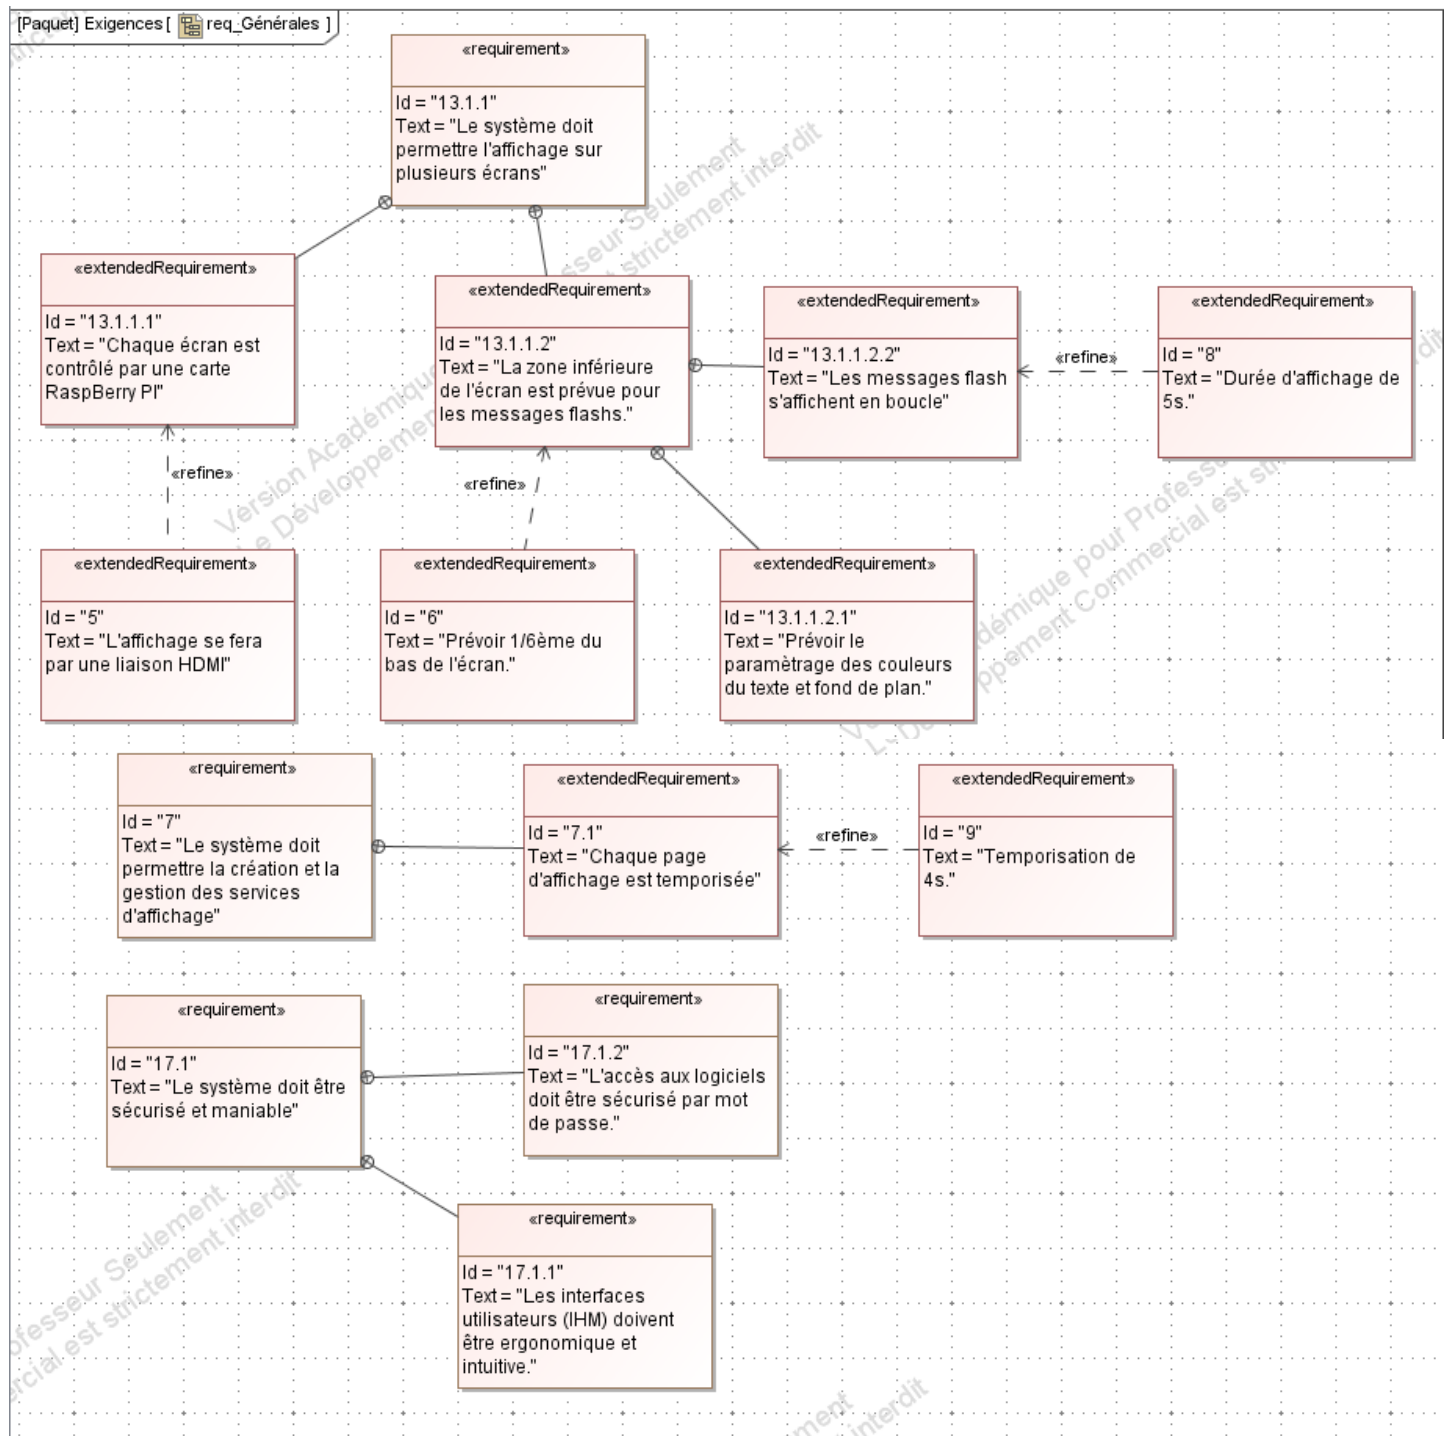 [Paquet] Exigences [ req_Générales ]
«requirement»
Id = "13.1.1"
Text = "Le système doit
permettre l'affichage sur
plusieurs écrans"
«extendedRequirement»
Id = "13.1.1.1"
Text = "Chaque écran est
contrôlé par une carte
RaspBerry PI"
«extendedRequirement»
Id = "13.1.1.2"
Text = "La zone inférieure
de l'écran est prévue pour
les messages flashs."
«extendedRequirement»
Id = "13.1.1.2.2"
Text = "Les messages flash
s'affichent en boucle"
«refine»
«extendedRequirement»
Id = "8"
Text = "Durée d'affichage de
5s."
«refine»
«refine»
«extendedRequirement»
Id = "5"
Text = "L'affichage se fera
par une liaison HDMI"
«extendedRequirement»
Id = "6"
Text = "Prévoir 1/6ème du
bas de l'écran."
«extendedRequirement»
Id = "13.1.1.2.1"
Text = "Prévoir le
paramètrage des couleurs
du texte et fond de plan."
«requirement»
Id = "7"
Text = "Le système doit
permettre la création et la
gestion des services
d'affichage"
«extendedRequirement»
Id = "7.1"
Text = "Chaque page
d'affichage est temporisée"
«refine»
«extendedRequirement»
Id = "9"
Text = "Temporisation de
4s."
«requirement»
Id = "17.1"
Text = "Le système doit être
sécurisé et maniable"
«requirement»
Id = "17.1.2"
Text = "L'accès aux logiciels
doit être sécurisé par mot
de passe."
«requirement»
Id = "17.1.1"
Text = "Les interfaces
utilisateurs (IHM) doivent
être ergonomique et
intuitive."